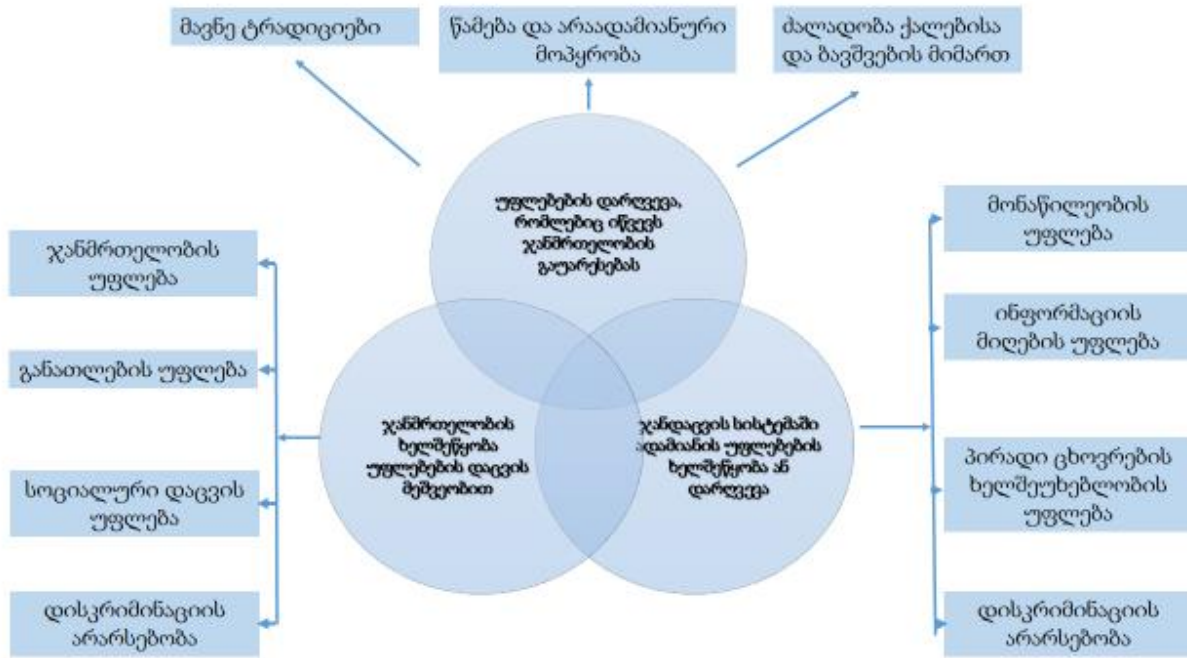 მავნე ტრადიციები
წამება და არაადამიანური
მოპყრობა
ძალადობა ქალებისა
და ბავშვების მიმართ
უფლებების დარღვევა,
რომლებიც იწვევს
ჯანმრთელობის
გაუარესებას
ჯანმრთელობის
უფლება
განათლების უფლება
სოციალური დაცვის
უფლება
დისკრიმინაციის
არარსებობა
ჯანმრთელობის
ხელშეწყობა
უფლებების დაცვის
მეშვეობით
ჯანდაცვის სისტემაში
ადამიანის უფლებების
ხელშეწყობა ან
დარღვევა
მონაწილეობის
უფლება
ინფორმაციის
მიღების უფლება
პირადი ცხოვრების
ხელშეუხებლობის
უფლება
დისკრიმინაციის
არარსებობა